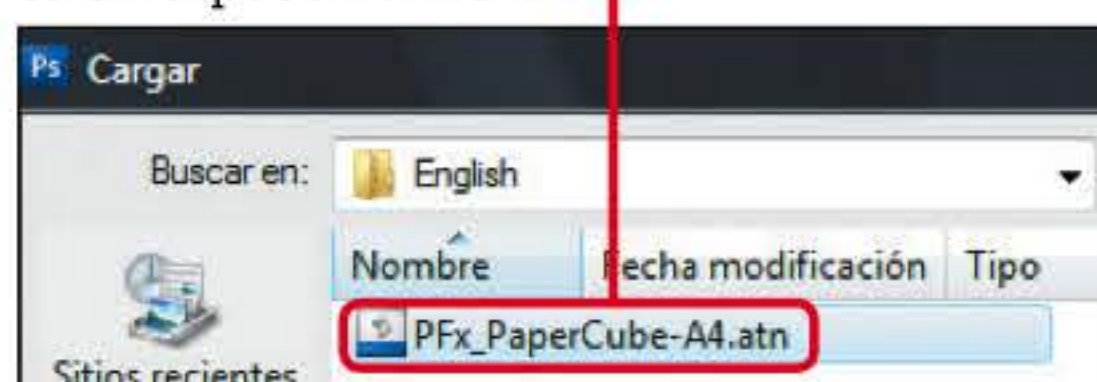 Ps Cargar
Buscar en: English
Nombre Fecha modificación Tipo
PFx_PaperCube-A4.atn
Sitios recientes